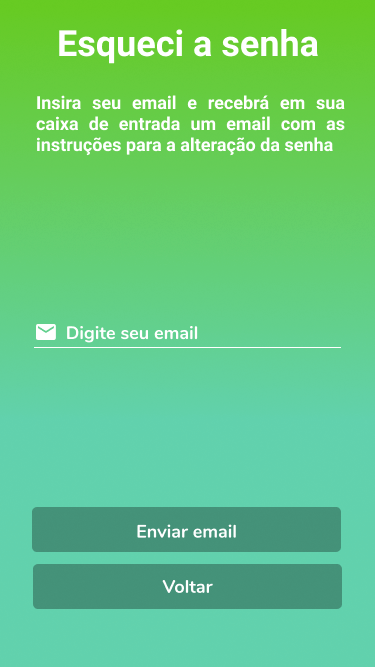 Esqueci a senha
Insira seu email e recebrá em sua
caixa de entrada um email com as
instruções para a alteração da senha
Digite seu email
Enviar email
Voltar